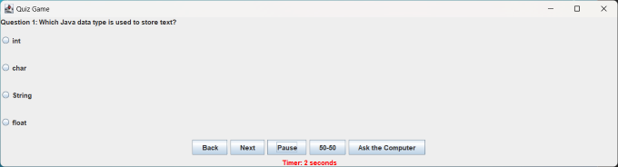 Quiz Game
Question 1: Which Java data type is used to store text?
int
char
String
float
Back Next Pause 50-50 Ask the Computer
Timer: 2 seconds